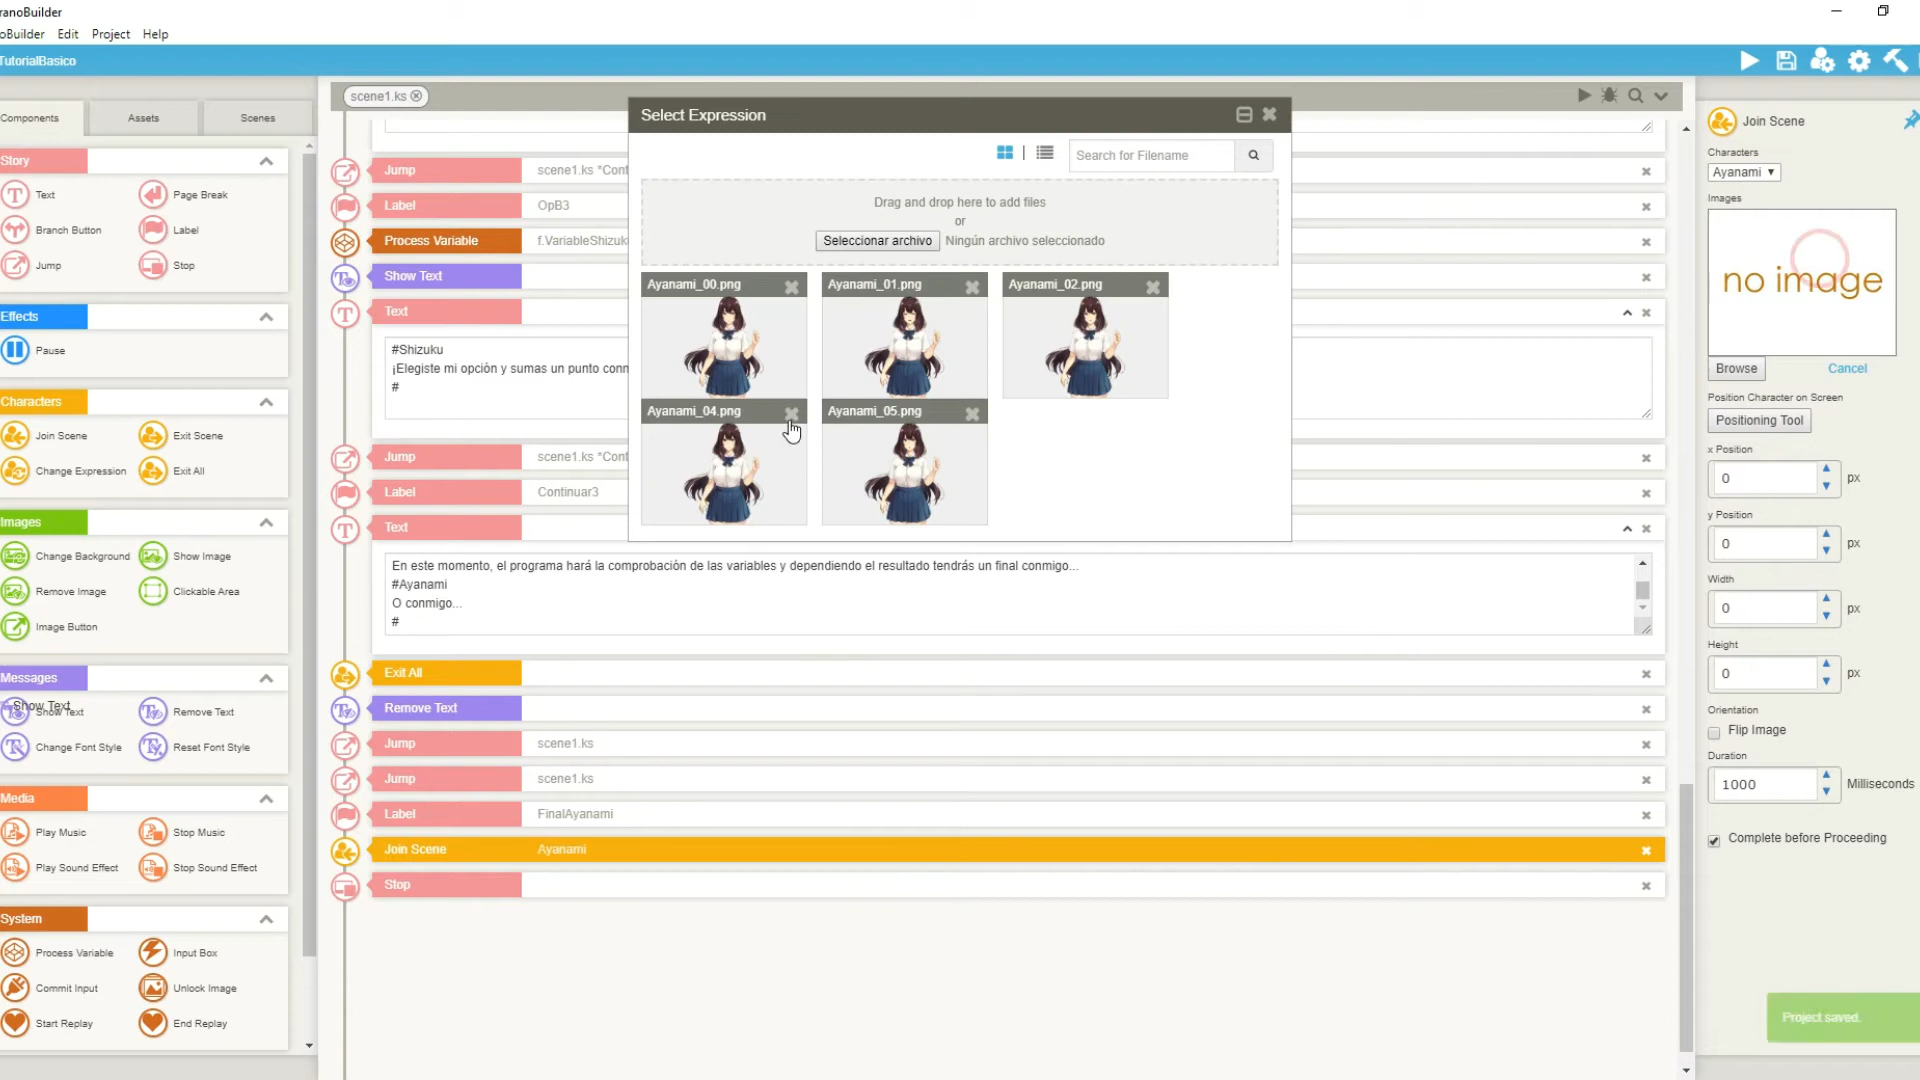 ranoBuilder
oBuilder Edit Project Help
TutorialBasico
Components Assets Scenes
Story
Text Page Break
Branch Button Label
Jump Stop
Effects
Pause
Characters
Join Scene Exit Scene
Change Expression Exit All
Images
Change Background Show Image
Remove Image Clickable Area
Image Button
Messages
Show Text
Show Text Remove Text
Change Font Style Reset Font Style
Media
Play Music Stop Music
Play Sound Effect Stop Sound Effect
System
Process Variable Input Box
Commit Input Unlock Image
Start Replay End Replay
scene1.ks
Jump scene1.ks *Cont
Label OpB3
Process Variable f.VariableShizuk
Show Text
Text
#Shizuku
¡Elegiste mi opción y sumas un punto conn
#
Jump scene1.ks *Cont
Label Continuar3
Text
En este momento, el programa hará la comprobación de las variables y dependiendo el resultado tendrás un final conmigo...
#Ayanami
O conmigo...
#
Exit All
Remove Text
Jump scene1.ks
Jump scene1.ks
Label FinalAyanami
Join Scene Ayanami
Stop
Select Expression
Search for Filename
Drag and drop here to add files
or
Seleccionar archivo Ningún archivo seleccionado
Ayanami_00.png Ayanami_01.png Ayanami_02.png
Ayanami_04.png Ayanami_05.png
Join Scene
Characters
Ayanami
Images
no image
Browse Cancel
Position Character on Screen
Positioning Tool
x Position
0 px
y Position
0 px
Width
0 px
Height
0 px
Orientation
Flip Image
Duration
1000 Milliseconds
Complete before Proceeding
Project saved.